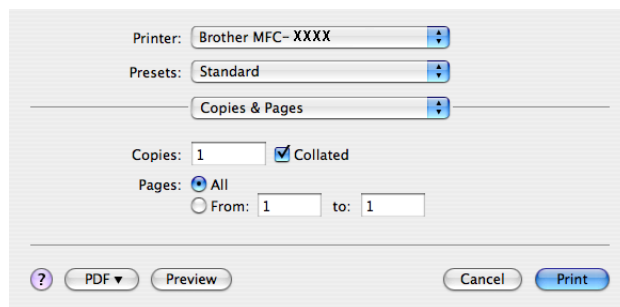 Printer: Brother MFC- XXXX
Presets: Standard
Copies & Pages
Copies: 1 Collated
Pages: All
From: 1 to: 1
? PDF ▼ Preview Cancel Print